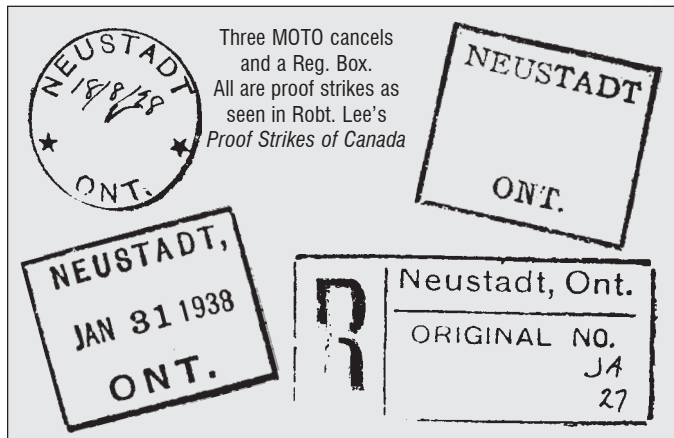 NEUSTADT
18/8/28
ONT.
Three MOTO cancels
and a Reg. Box.
All are proof strikes as
seen in Robt. Lee's
Proof Strikes of Canada
NEUSTADT
ONT.
NEUSTADT,
JAN 31 1938
ONT.
R
Neustadt, Ont.
ORIGINAL NO.
JA
27